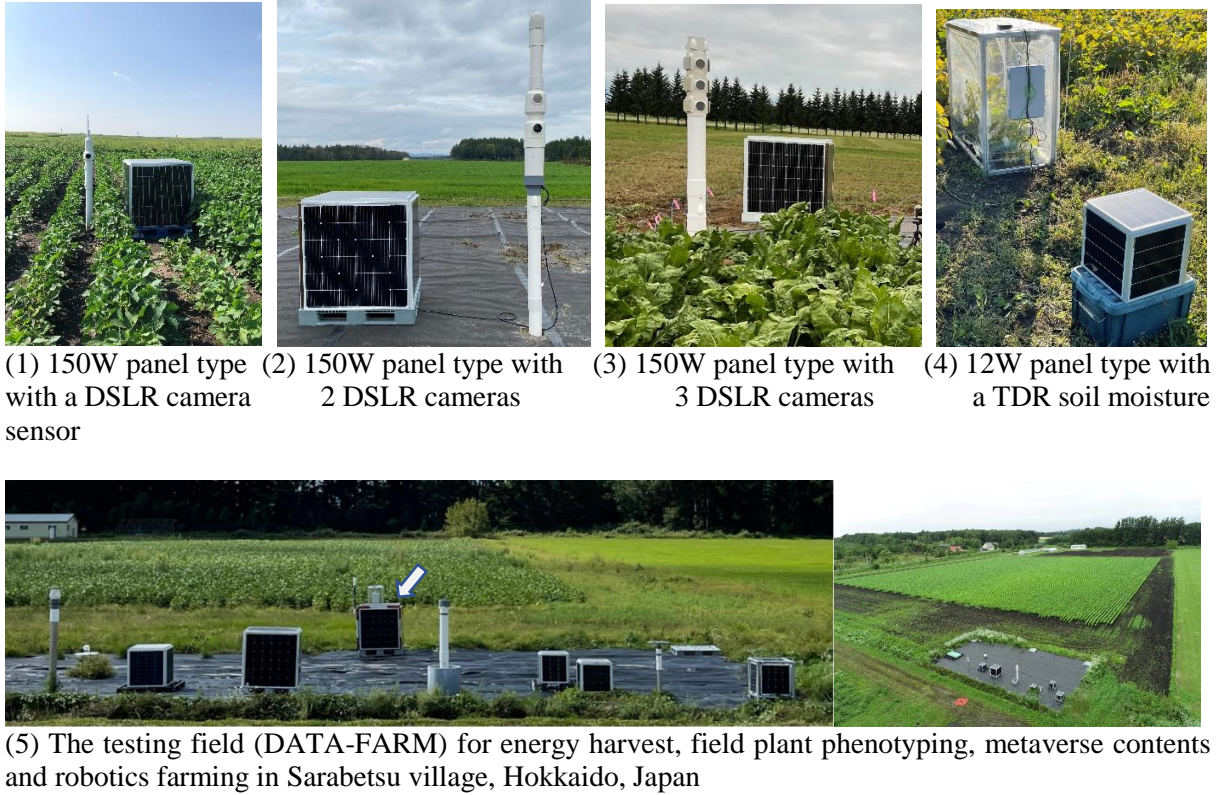 (1) 150W panel type
with a DSLR camera
sensor
(2) 150W panel type with
2 DSLR cameras
(3) 150W panel type with
3 DSLR cameras
(4) 12W panel type with
a TDR soil moisture
(5) The testing field (DATA-FARM) for energy harvest, field plant phenotyping, metaverse contents
and robotics farming in Sarabetsu village, Hokkaido, Japan